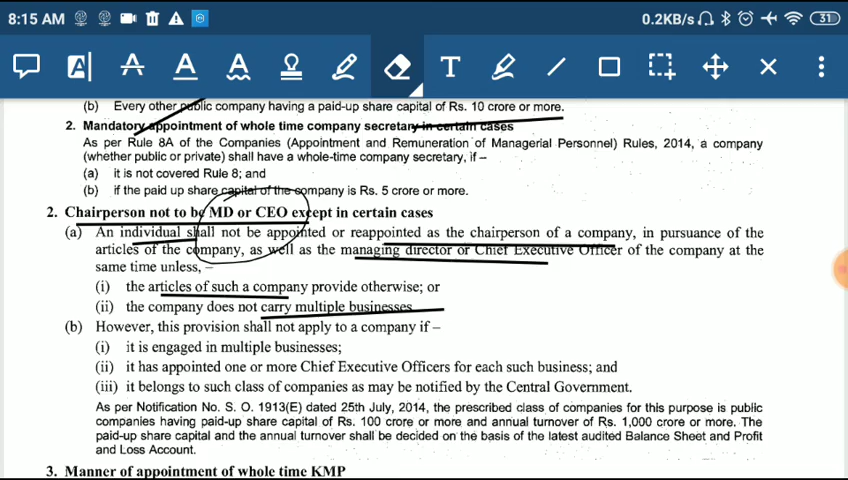 8:15 AM
0.2KB/s
31
A
A
A
A
T
(b) Every other public company having a paid-up share capital of Rs. 10 crore or more.
2. Mandatory appointment of whole time company secretary in certain cases
As per Rule 8A of the Companies (Appointment and Remuneration of Managerial Personnel) Rules, 2014, a company
(whether public or private) shall have a whole-time company secretary, if –
(a) it is not covered Rule 8; and
(b) if the paid up share capital of the company is Rs. 5 crore or more.
2. Chairperson not to be MD or CEO except in certain cases
(a) An individual shall not be appointed or reappointed as the chairperson of a company, in pursuance of the
articles of the company, as well as the managing director or Chief Executive Officer of the company at the
same time unless, –
(i) the articles of such a company provide otherwise; or
(ii) the company does not carry multiple businesses
(b) However, this provision shall not apply to a company if –
(i) it is engaged in multiple businesses;
(ii) it has appointed one or more Chief Executive Officers for each such business; and
(iii) it belongs to such class of companies as may be notified by the Central Government.
As per Notification No. S. O. 1913(E) dated 25th July, 2014, the prescribed class of companies for this purpose is public
companies having paid-up share capital of Rs. 100 crore or more and annual turnover of Rs. 1,000 crore or more. The
paid-up share capital and the annual turnover shall be decided on the basis of the latest audited Balance Sheet and Profit
and Loss Account.
3. Manner of appointment of whole time KMP